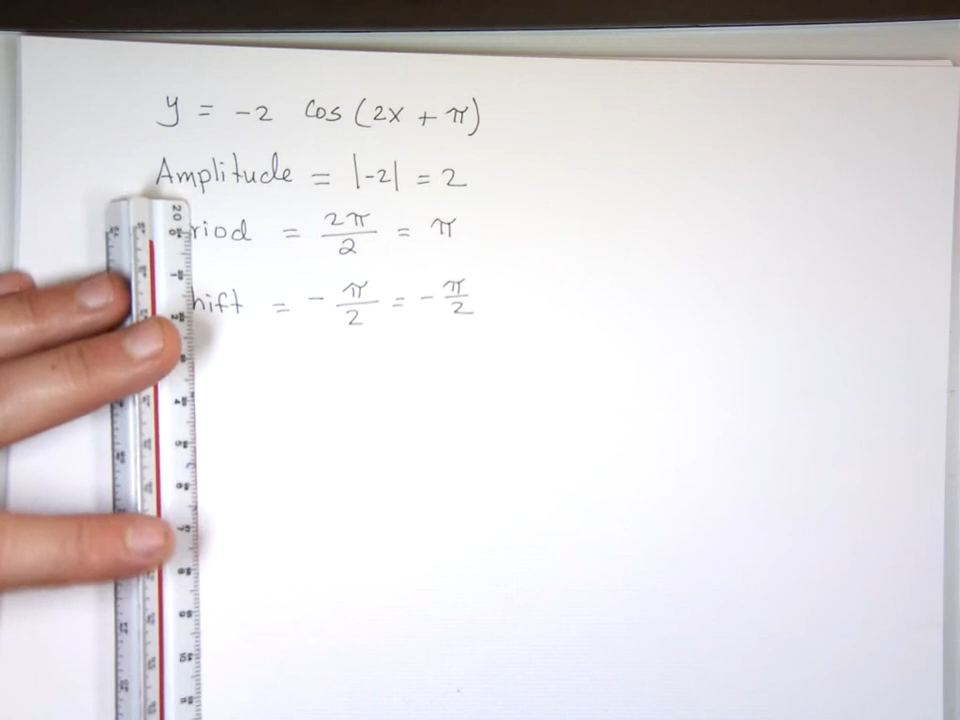 y = -2 cos(2x + π)
Amplitude = |-2| = 2
riod = 2π/2 = π
hift = - π/2 = - π/2